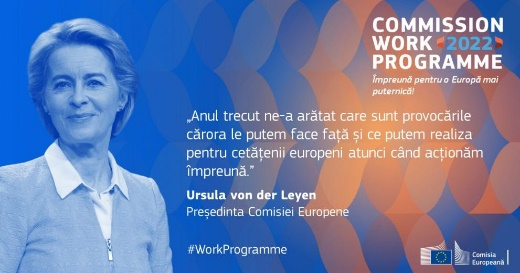 COMMISSION
WORK 2022
PROGRAMME
Împreună pentru o Europă mai
puternică!
„Anul trecut ne-a arătat care sunt provocările
cărora le putem face față și ce putem realiza
pentru cetățenii europeni atunci când acționăm
împreună.”
Ursula von der Leyen
Președinta Comisiei Europene
#WorkProgramme
Comisia
Europeană